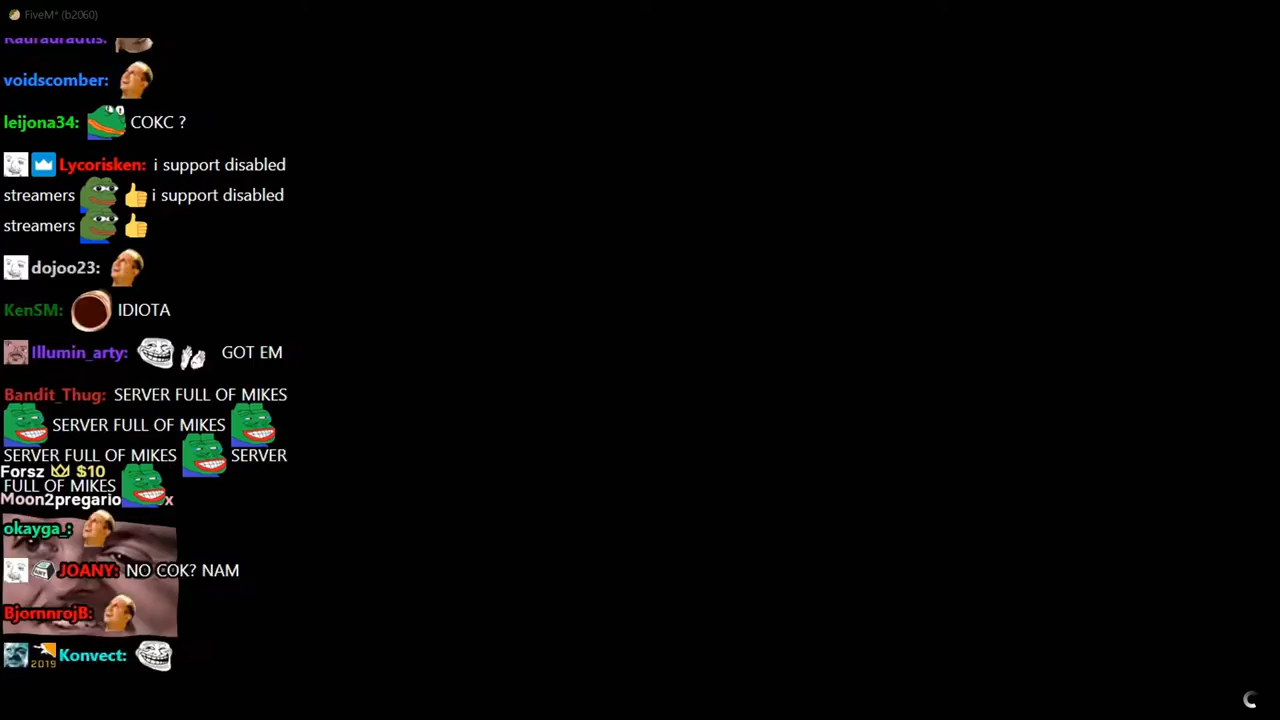 FiveM* (b2060)
Raufaurautis:
voidscomber:
leijona34: COKC ?
Lycorisken: i support disabled
streamers i support disabled
streamers
dojoo23:
KenSM: IDIOTA
Illumin_arty: GOT EM
Bandit_Thug: SERVER FULL OF MIKES
SERVER FULL OF MIKES
SERVER FULL OF MIKES SERVER
Forsz $10
FULL OF MIKES
Moon2pregario x
okayga_:
JOANY: NO COK? NAM
BjornnrojB:
2019 Konvect: